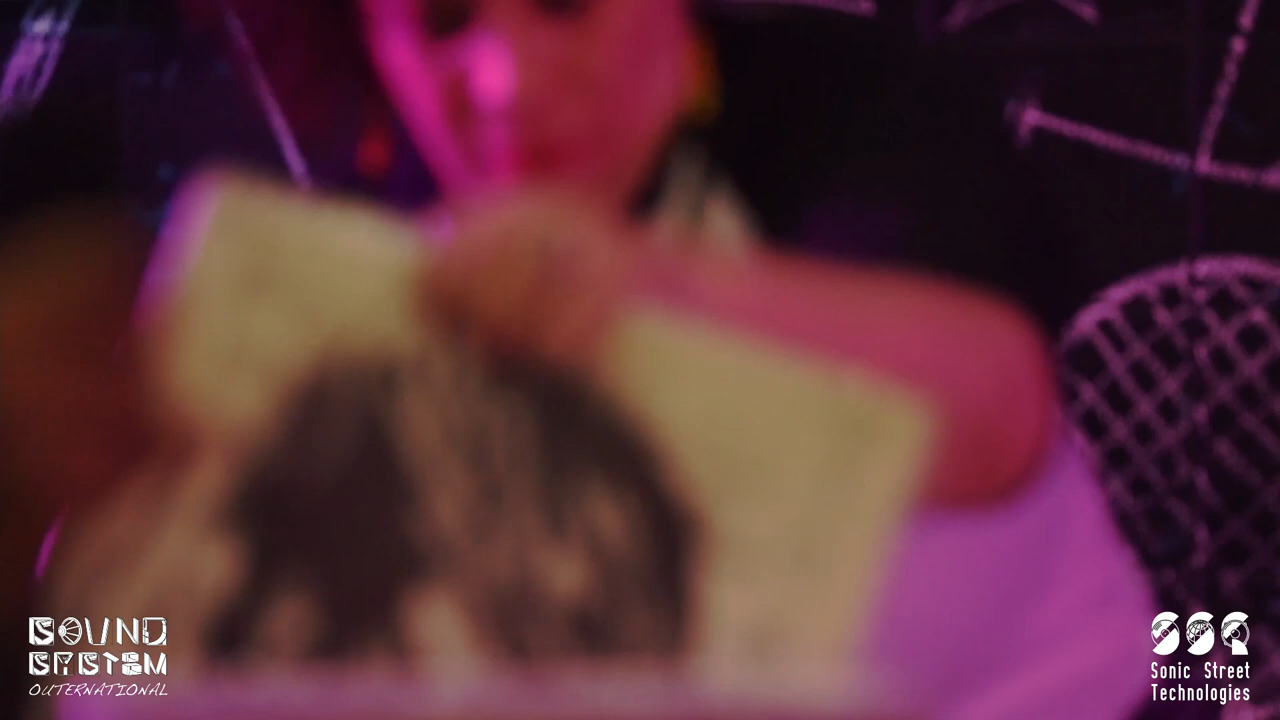 SOUND
SYSTEM
OUTERNATIONAL
Sonic Street
Technologies